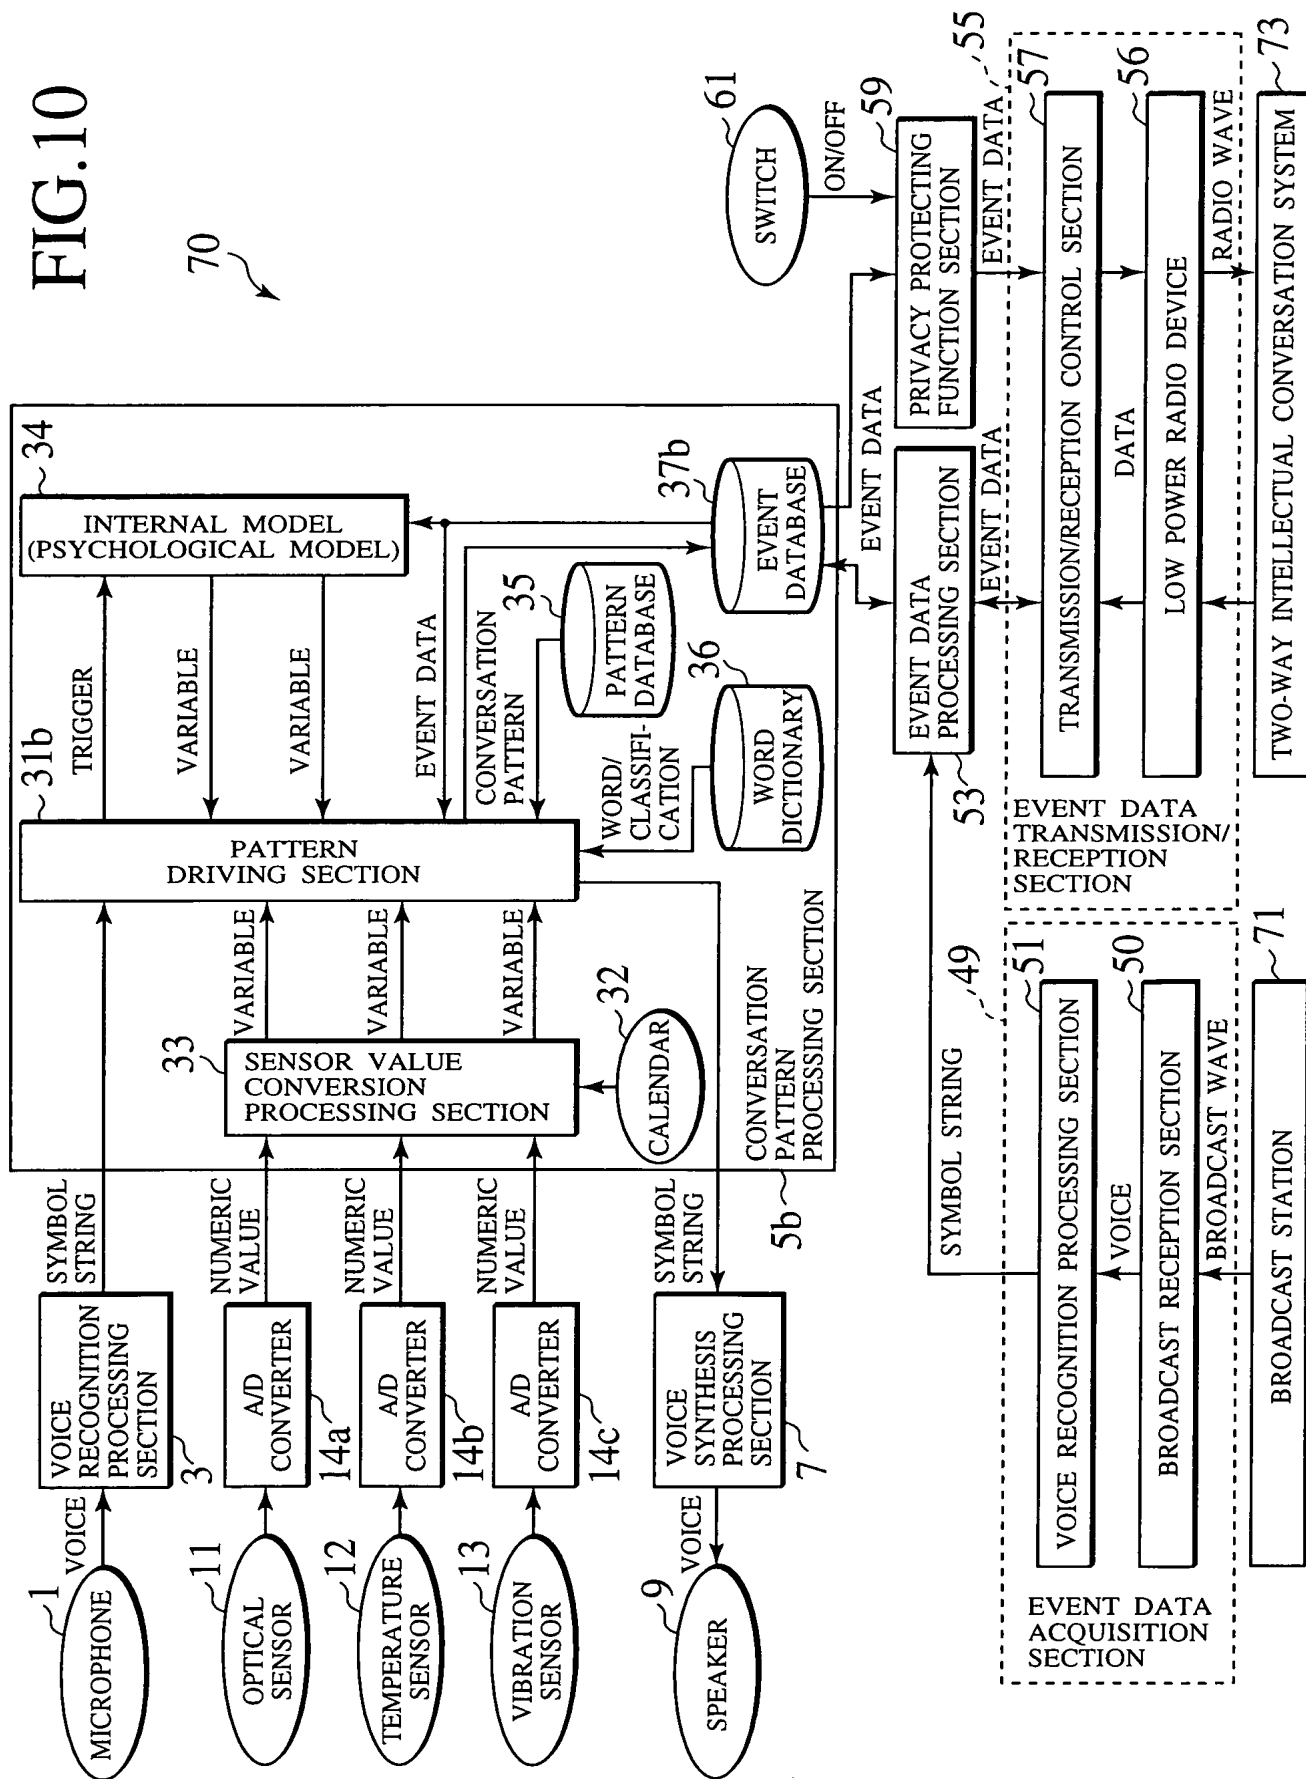 FIG.10
70
1
MICROPHONE
VOICE
VOICE
RECOGNITION
PROCESSING
SECTION
3
SYMBOL
STRING
11
OPTICAL
SENSOR
A/D
CONVERTER
14a
NUMERIC
VALUE
12
TEMPERATURE
SENSOR
A/D
CONVERTER
14b
NUMERIC
VALUE
13
VIBRATION
SENSOR
A/D
CONVERTER
14c
NUMERIC
VALUE
9
SPEAKER
VOICE
VOICE
SYNTHESIS
PROCESSING
SECTION
7
SYMBOL
STRING
33
SENSOR VALUE
CONVERSION
PROCESSING SECTION
VARIABLE
VARIABLE
VARIABLE
32
CALENDAR
CONVERSATION
PATTERN
PROCESSING SECTION
5b
31b
PATTERN
DRIVING SECTION
TRIGGER
VARIABLE
VARIABLE
EVENT DATA
CONVERSATION
PATTERN
WORD/
CLASSIFI-
CATION
34
INTERNAL MODEL
(PSYCHOLOGICAL MODEL)
35
PATTERN
DATABASE
36
WORD
DICTIONARY
37b
EVENT
DATABASE
61
SWITCH
ON/OFF
EVENT DATA
59
PRIVACY PROTECTING
FUNCTION SECTION
EVENT DATA
EVENT DATA
PROCESSING SECTION
53
EVENT DATA
SYMBOL STRING
55
57
TRANSMISSION/RECEPTION CONTROL SECTION
DATA
56
LOW POWER RADIO DEVICE
RADIO WAVE
EVENT DATA
TRANSMISSION/
RECEPTION
SECTION
73
TWO-WAY INTELLECTUAL CONVERSATION SYSTEM
49
51
VOICE RECOGNITION PROCESSING SECTION
VOICE
50
BROADCAST RECEPTION SECTION
BROADCAST WAVE
EVENT DATA
ACQUISITION
SECTION
71
BROADCAST STATION